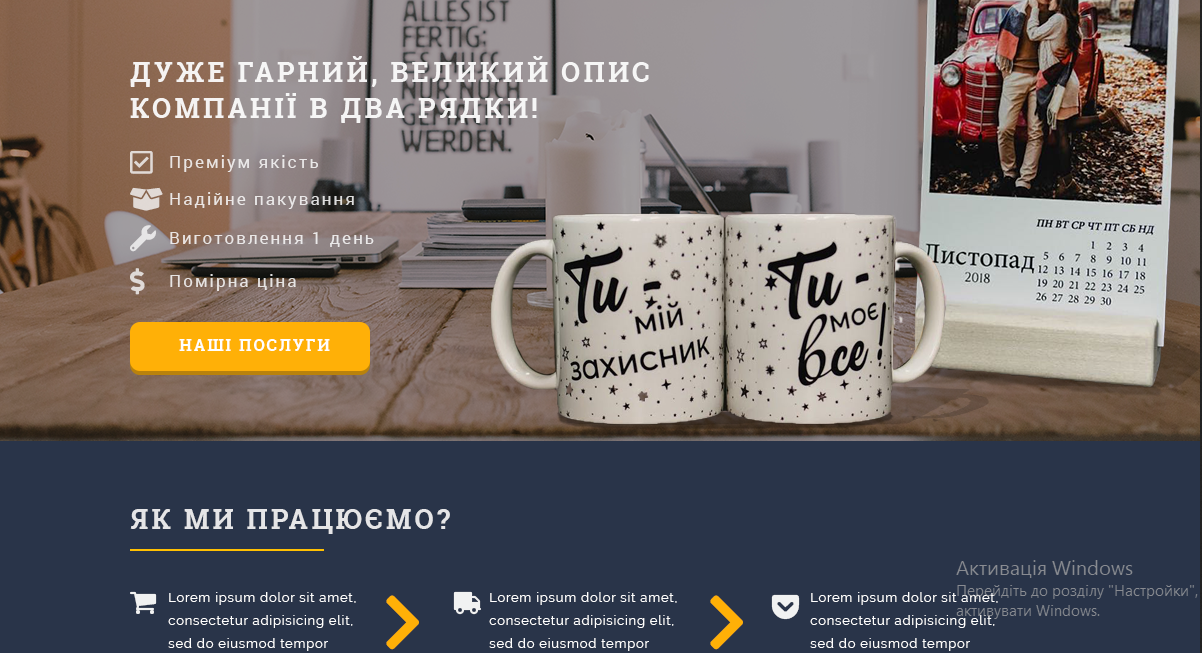 ALLES IST
FERTIG;
ES MUSS
NUR NOCH
GEMACHT
WERDEN.
ДУЖЕ ГАРНИЙ, ВЕЛИКИЙ ОПИС
КОМПАНІЇ В ДВА РЯДКИ!
Преміум якість
Надійне пакування
Виготовлення 1 день
Помірна ціна
НАШІ ПОСЛУГИ
Ти -
мій
захисник
Ти -
моє
все!
ПН ВТ СР ЧТ ПТ СБ НД
Листопад
2018
1 2 3 4
5 6 7 8 9 10 11
12 13 14 15 16 17 18
19 20 21 22 23 24 25
26 27 28 29 30
ЯК МИ ПРАЦЮЄМО?
Lorem ipsum dolor sit amet,
consectetur adipisicing elit,
sed do eiusmod tempor
Lorem ipsum dolor sit amet,
consectetur adipisicing elit,
sed do eiusmod tempor
Lorem ipsum dolor sit amet,
consectetur adipisicing elit,
sed do eiusmod tempor
Активація Windows
Перейдіть до розділу "Настройки",
активувати Windows.